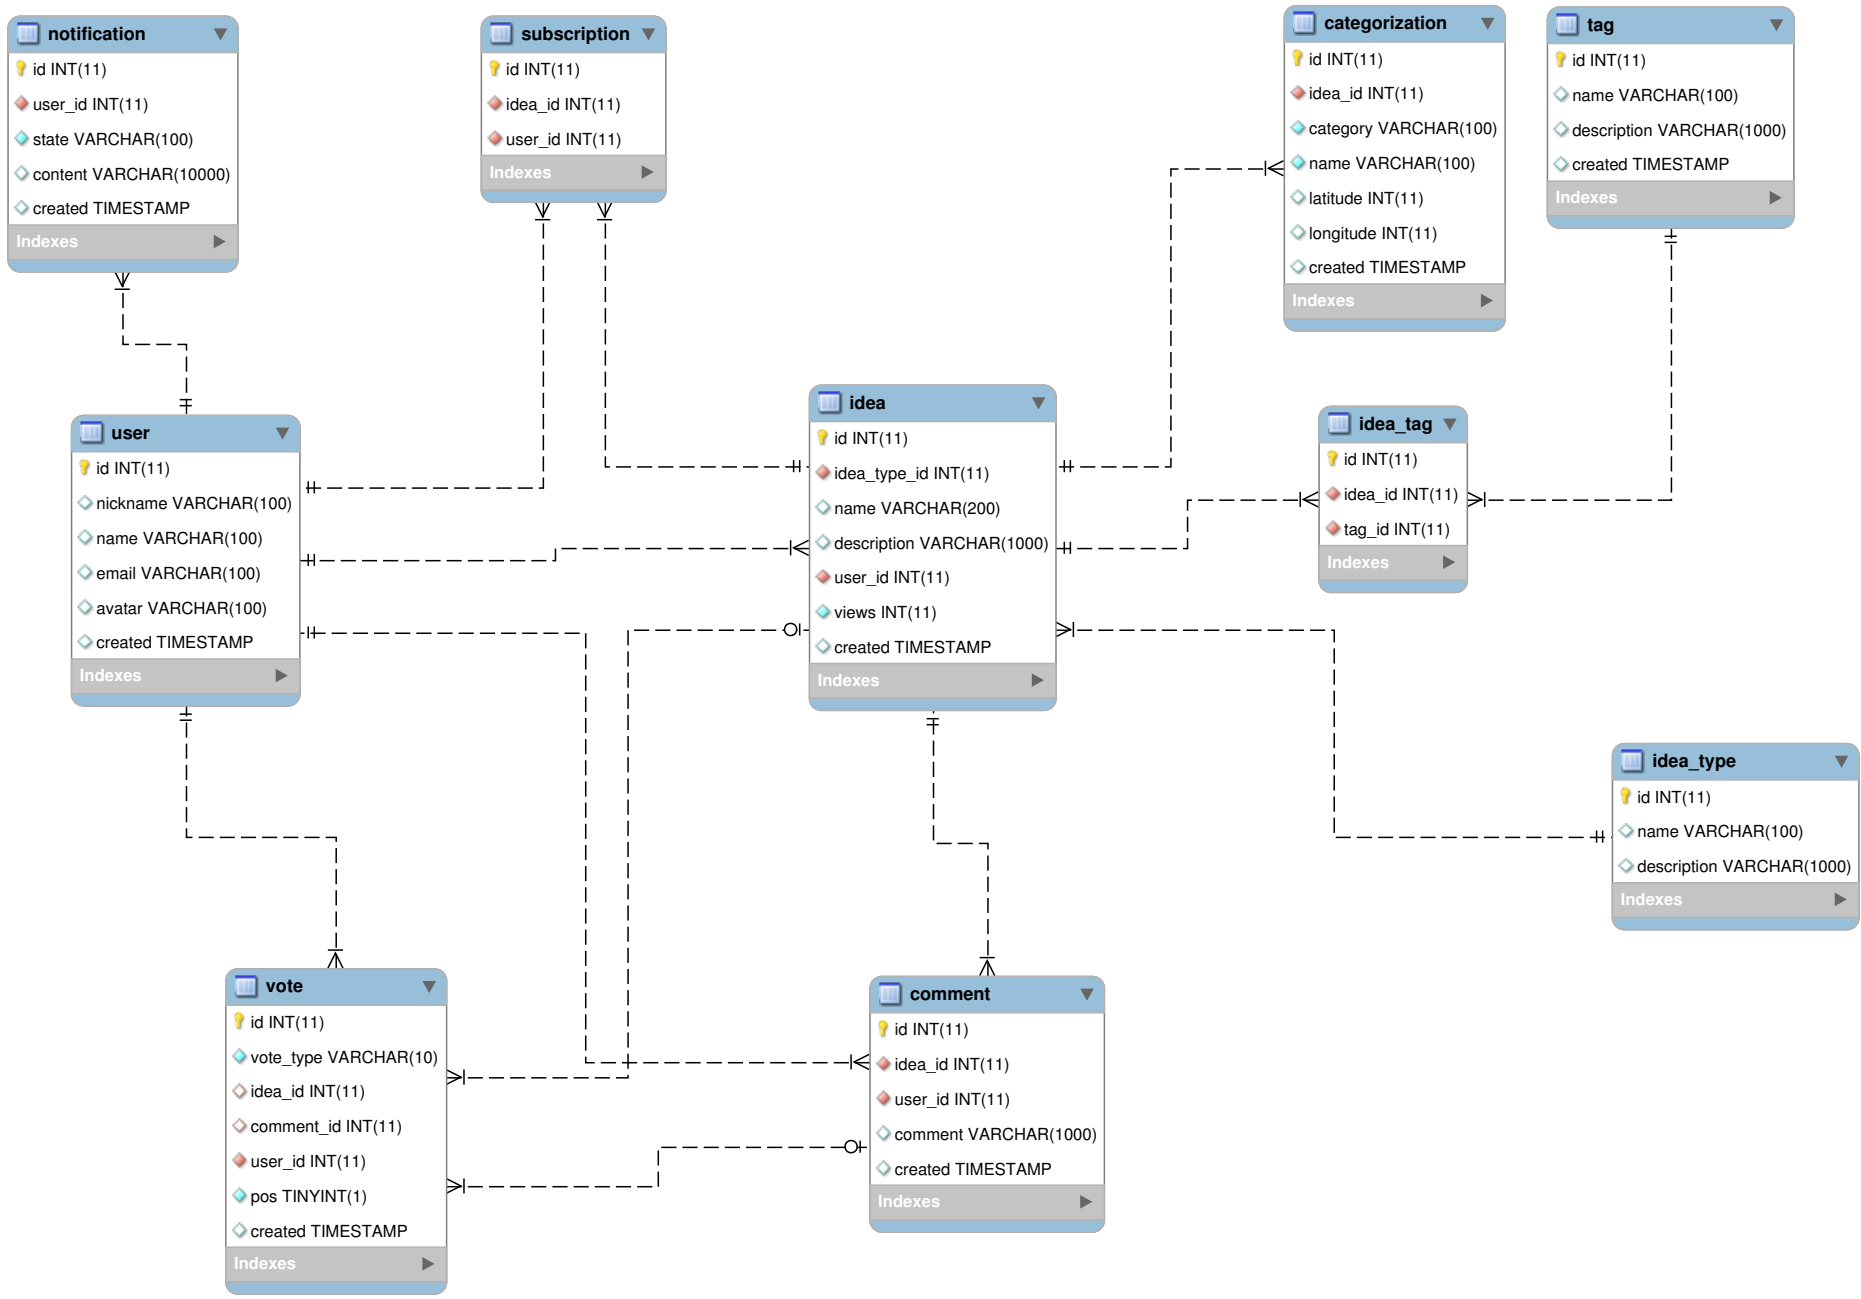 notification
id INT(11)
user_id INT(11)
state VARCHAR(100)
content VARCHAR(10000)
created TIMESTAMP
Indexes
subscription
id INT(11)
idea_id INT(11)
user_id INT(11)
Indexes
categorization
id INT(11)
idea_id INT(11)
category VARCHAR(100)
name VARCHAR(100)
latitude INT(11)
longitude INT(11)
created TIMESTAMP
Indexes
tag
id INT(11)
name VARCHAR(100)
description VARCHAR(1000)
created TIMESTAMP
Indexes
user
id INT(11)
nickname VARCHAR(100)
name VARCHAR(100)
email VARCHAR(100)
avatar VARCHAR(100)
created TIMESTAMP
Indexes
idea
id INT(11)
idea_type_id INT(11)
name VARCHAR(200)
description VARCHAR(1000)
user_id INT(11)
views INT(11)
created TIMESTAMP
Indexes
idea_tag
id INT(11)
idea_id INT(11)
tag_id INT(11)
Indexes
idea_type
id INT(11)
name VARCHAR(100)
description VARCHAR(1000)
Indexes
vote
id INT(11)
vote_type VARCHAR(10)
idea_id INT(11)
comment_id INT(11)
user_id INT(11)
pos TINYINT(1)
created TIMESTAMP
Indexes
comment
id INT(11)
idea_id INT(11)
user_id INT(11)
comment VARCHAR(1000)
created TIMESTAMP
Indexes